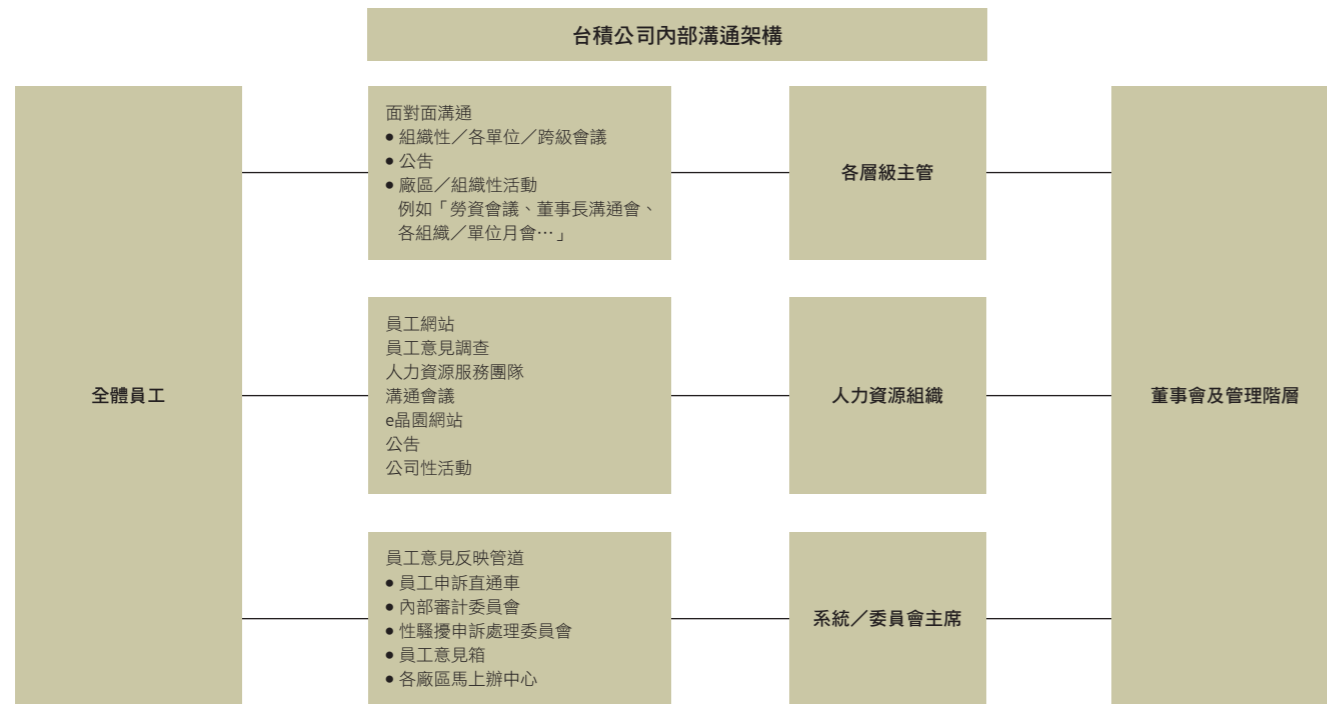 台積公司內部溝通架構
全體員工
面對面溝通
• 組織性／各單位／跨級會議
• 公告
• 廠區／組織性活動
例如「勞資會議、董事長溝通會、
各組織／單位月會…」
各層級主管
員工網站
員工意見調查
人力資源服務團隊
溝通會議
e晶園網站
公告
公司性活動
人力資源組織
員工意見反映管道
• 員工申訴直通車
• 內部審計委員會
• 性騷擾申訴處理委員會
• 員工意見箱
• 各廠區馬上辦中心
系統／委員會主席
董事會及管理階層